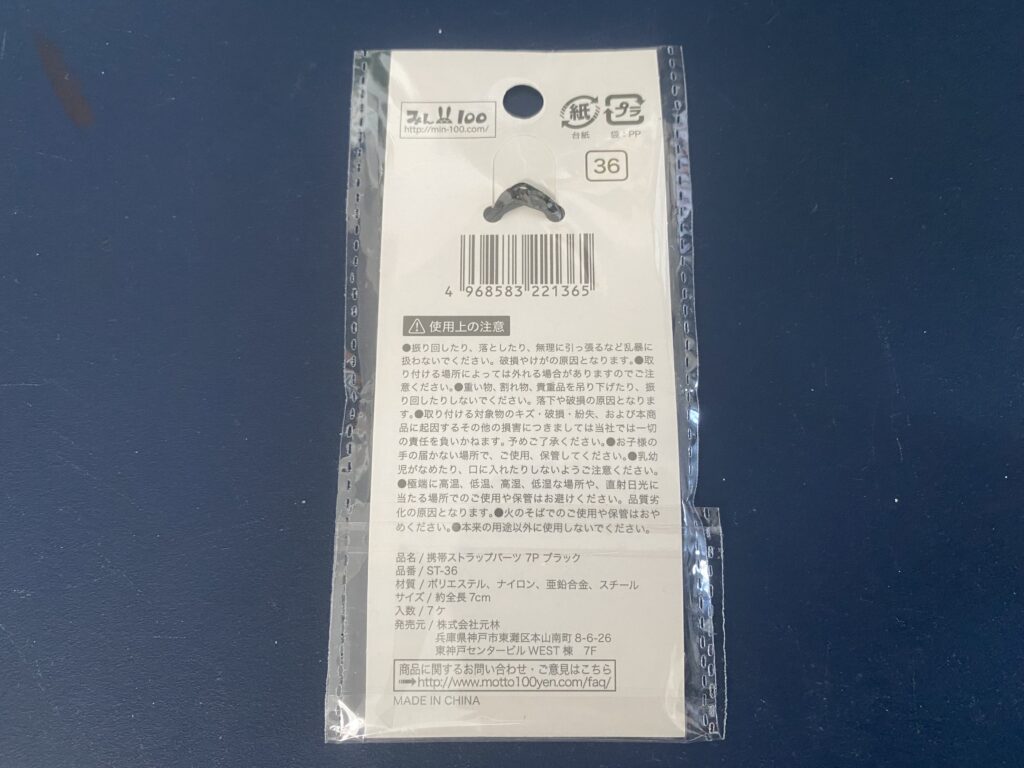 みん100
http://min-100.com/
紙
台紙
プラ
袋：PP
36
4 968583 221365
使用上の注意
●振り回したり、落としたり、無理に引っ張るなど乱暴に
扱わないでください。破損やけがの原因となります。●取
り付ける場所によっては外れる場合がありますのでご注
意ください。●重い物、割れ物、貴重品を吊り下げたり、振
り回したりしないでください。落下や破損の原因となりま
す。●取り付ける対象物のキズ・破損・紛失、および本商
品に起因するその他の損害につきましては当社では一切
の責任を負いかねます。予めご了承ください。●お子様の
手の届かない場所で、ご使用、保管してください。●乳幼
児がなめたり、口に入れたりしないようご注意ください。
●極端に高温、低温、高湿、低湿な場所や、直射日光に
当たる場所でのご使用や保管はお避けください。品質劣
化の原因となります。●火のそばでのご使用や保管はおや
めください。●本来の用途以外に使用しないでください。
品名 / 携帯ストラップパーツ 7P ブラック
品番 / ST-36
材質 / ポリエステル、ナイロン、亜鉛合金、スチール
サイズ / 約全長7cm
入数 / 7ケ
発売元 / 株式会社元林
兵庫県神戸市東灘区本山南町 8-6-26
東神戸センタービル WEST 棟 7F
商品に関するお問い合わせ・ご意見はこちら
➡http://www.motto100yen.com/faq/
MADE IN CHINA